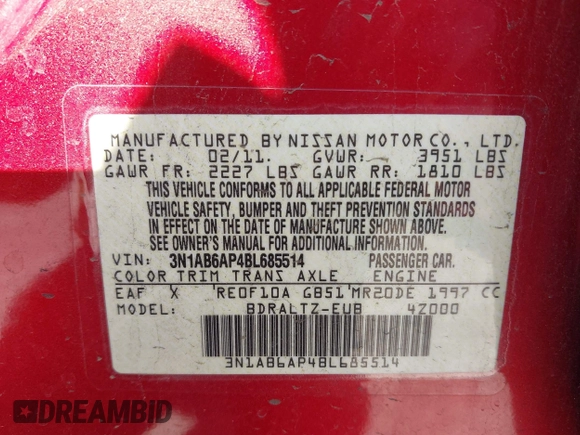 MANUFACTURED BY NISSAN MOTOR CO., LTD.
DATE: 02/11. GVWR: 3951 LBS
GAWR FR: 2227 LBS GAWR RR: 1810 LBS
THIS VEHICLE CONFORMS TO ALL APPLICABLE FEDERAL MOTOR
VEHICLE SAFETY, BUMPER AND THEFT PREVENTION STANDARDS
IN EFFECT ON THE DATE OF MANUFACTURE SHOWN ABOVE.
SEE OWNER'S MANUAL FOR ADDITIONAL INFORMATION.
VIN: 3N1AB6AP4BL685514 PASSENGER CAR.
COLOR TRIM TRANS AXLE ENGINE
EAF X 'RE0F10A GB51'MR20DE 1997 CC
MODEL: BDRALTZ-EUB 4Z000
3N1AB6AP4BL685514
DREAMBID